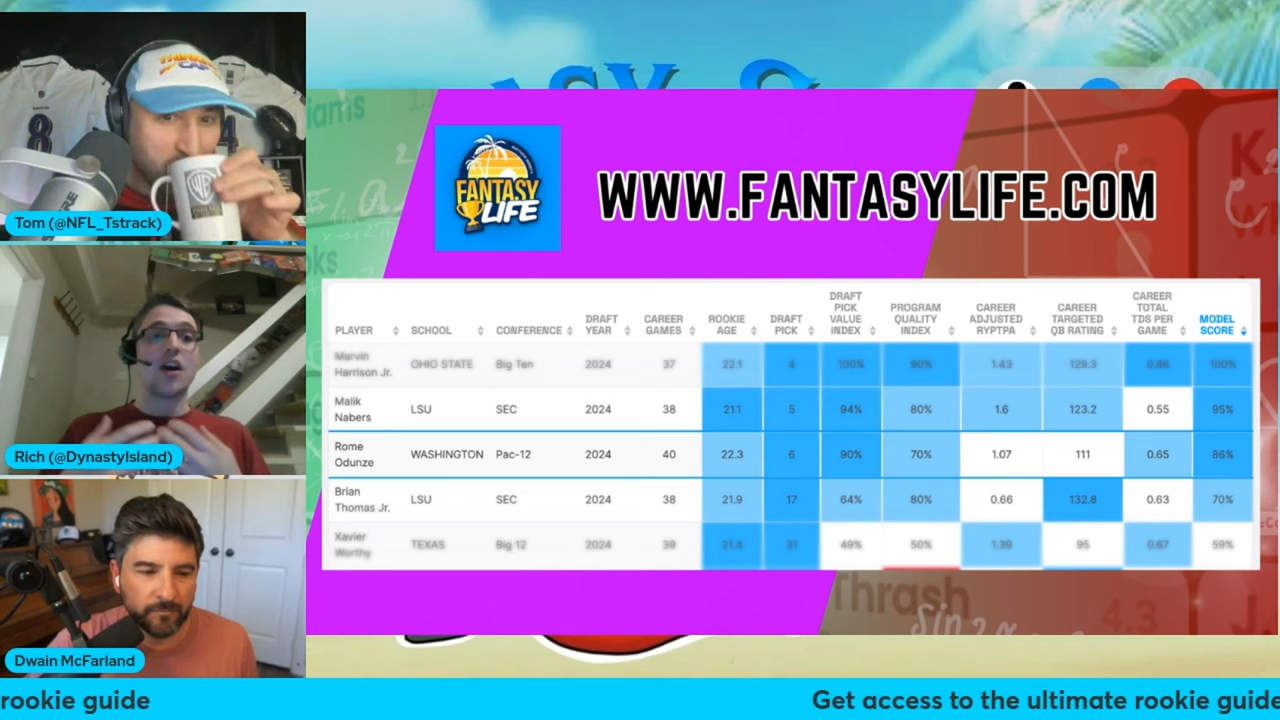 8
THINKIES
CAP
WB
Tom (@NFL_Tstrack)
Rich (@DynastyIsland)
Dwain McFarland
FANTASY
LIFE
WWW.FANTASYLIFE.COM
PLAYER SCHOOL CONFERENCE DRAFT YEAR CAREER GAMES ROOKIE AGE DRAFT PICK DRAFT PICK VALUE INDEX PROGRAM QUALITY INDEX CAREER ADJUSTED RYPTPA CAREER TARGETED QB RATING CAREER TOTAL TDS PER GAME MODEL SCORE
Marvin Harrison Jr. OHIO STATE Big Ten 2024 37 22.1 4 100% 90% 1.43 129.3 0.86 100%
Malik Nabers LSU SEC 2024 38 21.1 5 94% 80% 1.6 123.2 0.55 95%
Rome Odunze WASHINGTON Pac-12 2024 40 22.3 6 90% 70% 1.07 111 0.65 86%
Brian Thomas Jr. LSU SEC 2024 38 21.9 17 64% 80% 0.66 132.8 0.63 70%
Xavier Worthy TEXAS Big 12 2024 39 21.4 31 49% 50% 1.39 95 0.67 59%
Thrash
4.3
rookie guide
Get access to the ultimate rookie guide